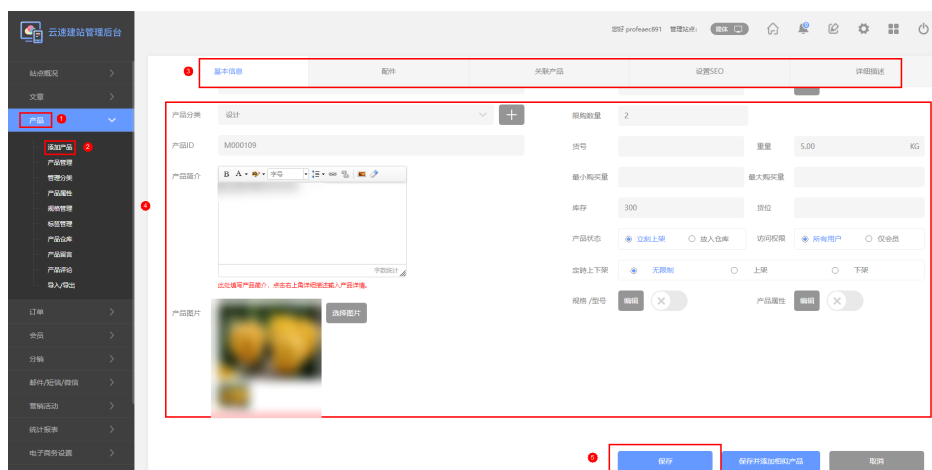 云速建站管理后台
您好 profeaec891 管理站点: 简体
站点概况
文章
产品 1
添加产品 2
产品管理
管理分类
产品属性
规格管理
标签管理
产品仓库
产品留言
产品评论
导入/导出
订单
会员
分销
邮件/短信/微信
营销活动
统计报表
电子商务设置
3 基本信息 配件 关联产品 设置SEO 详细描述
4
产品分类 设计 限购数量 2
产品ID M000109 货号 重量 5.00 KG
产品简介 B A 字号 最小购买量 最大购买量
库存 300 货位
产品状态 立刻上架 放入仓库 访问权限 所有用户 仅会员
字数统计 定时上下架 无限制 上架 下架
此处填写产品简介，点击右上角详细描述输入产品详情。
产品图片 选择图片 规格 /型号 编辑 产品属性 编辑
5 保存 保存并添加相似产品 取消